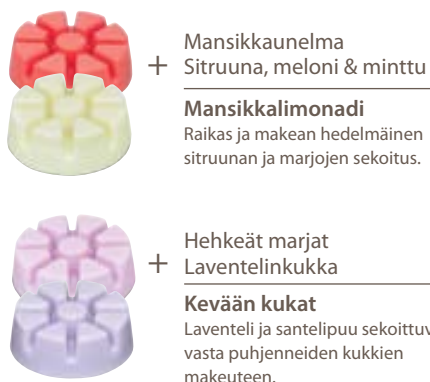 + Mansikkaunelma
Sitruuna, meloni & minttu
Mansikkalimonadi
Raikas ja makean hedelmäinen
sitruunan ja marjojen sekoitus.
+ Hehkeät marjat
Laventelinkukka
Kevään kukat
Laventeli ja santelipuu sekoittuv
vasta puhjenneiden kukkien
makeuteen.